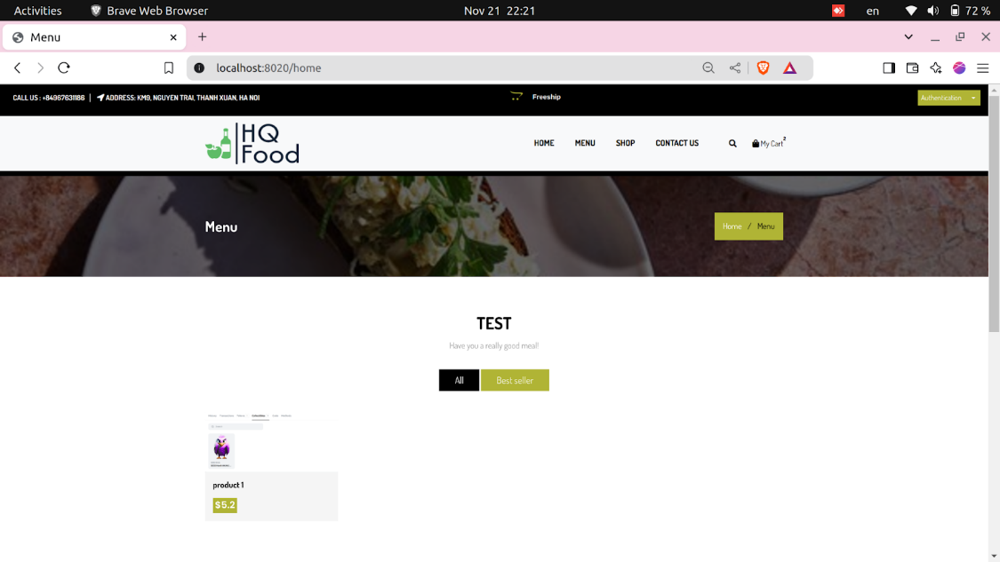 Activities
Brave Web Browser
Nov 21 22:21
en
72 %
Menu
localhost:8020/home
CALL US : +84967631186
ADDRESS: KM9, NGUYEN TRAI, THANH XUAN, HA NOI
Freeship
Authentication
HQ
Food
HOME
MENU
SHOP
CONTACT US
My Cart 2
Menu
Home / Menu
TEST
Have you a really good meal!
All
Best seller
product 1
$5.2